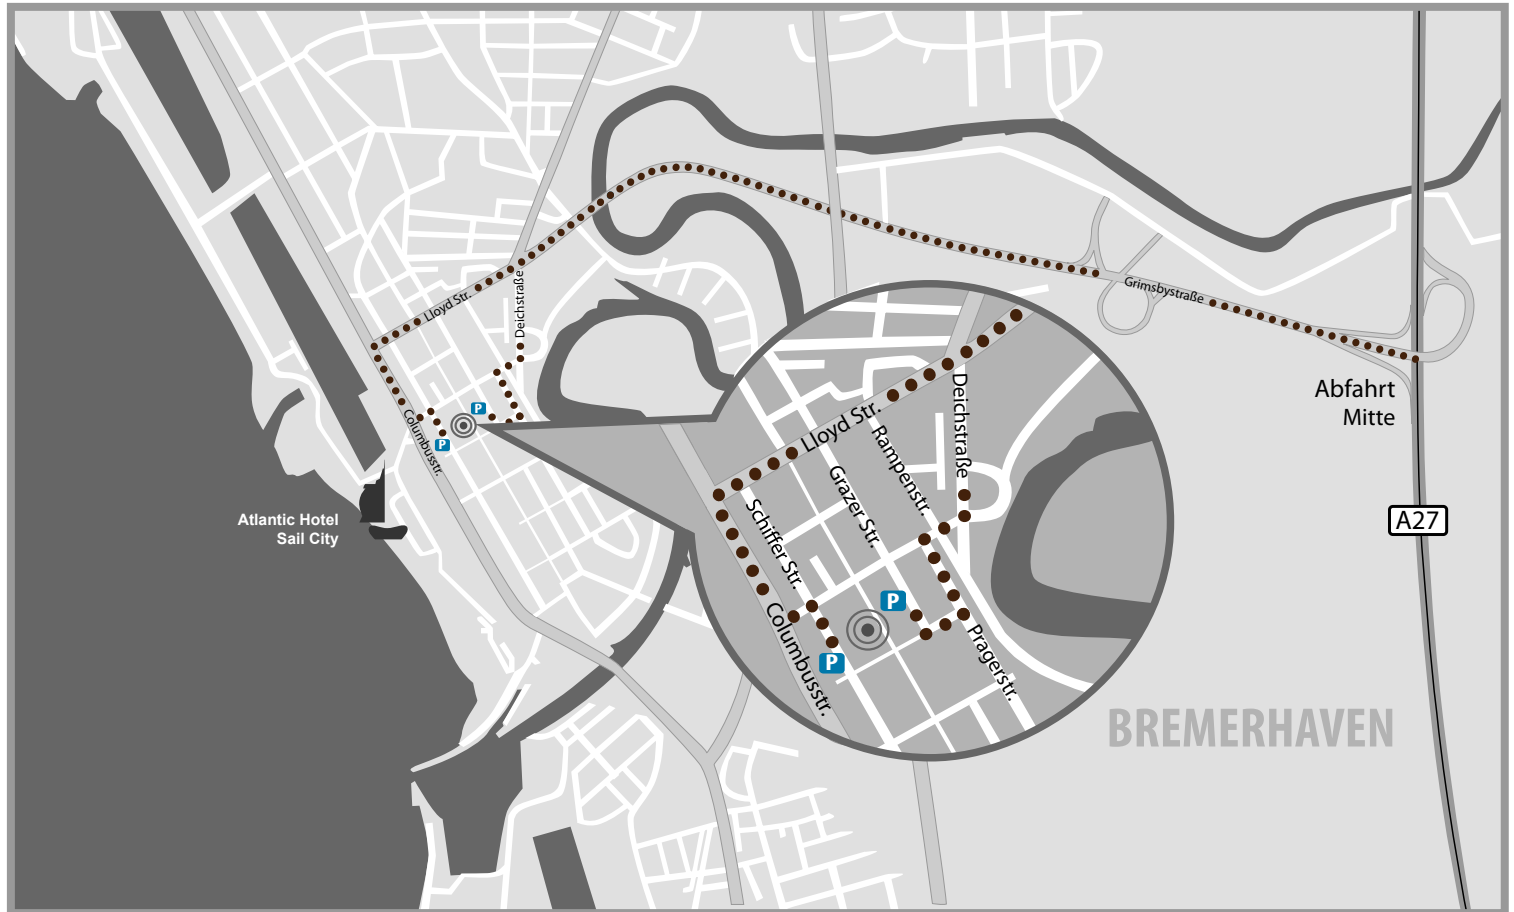 Lloyd Str.
Deichstraße
Grimsbystraße
Abfahrt
Mitte
P
P
Columbusstr.
Atlantic Hotel
Sail City
A27
Lloyd Str.
Deichstraße
Rampenstr.
Grazer Str.
Schiffer Str.
Columbusstr.
Pragerstr.
P
P
BREMERHAVEN